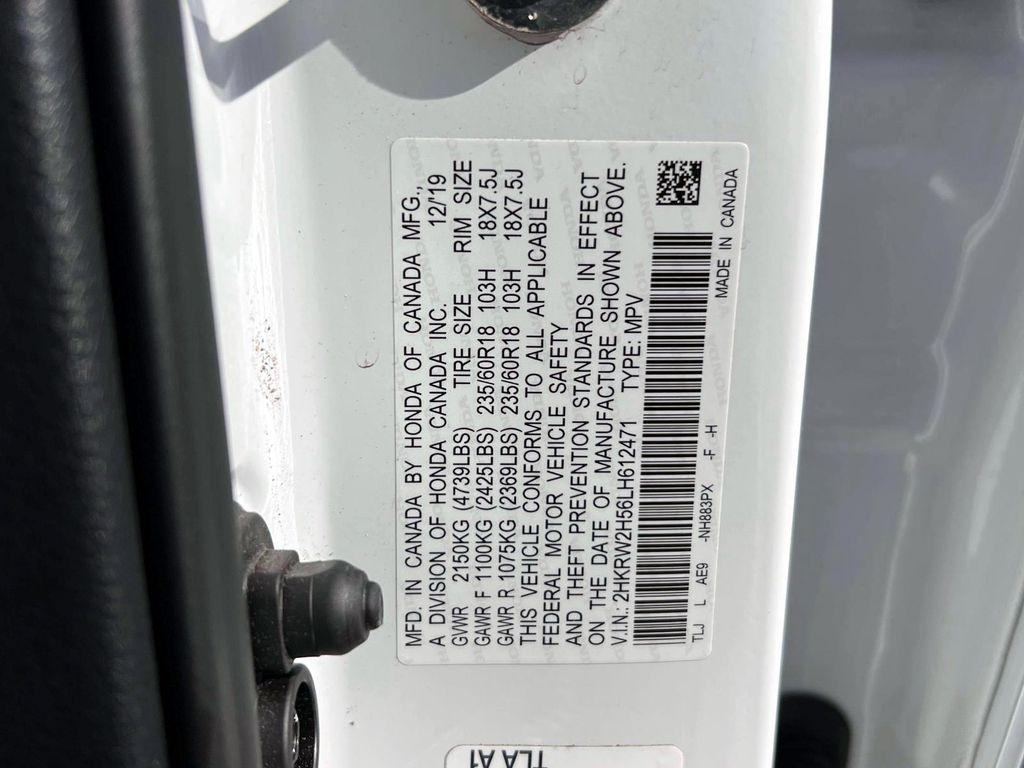 MFD. IN CANADA BY HONDA OF CANADA MFG.,
A DIVISION OF HONDA CANADA INC. 12/'19
GVWR 2150KG (4739LBS) TIRE SIZE RIM SIZE
GAWR F 1100KG (2425LBS) 235/60R18 103H 18X7.5J
GAWR R 1075KG (2369LBS) 235/60R18 103H 18X7.5J
THIS VEHICLE CONFORMS TO ALL APPLICABLE
FEDERAL MOTOR VEHICLE SAFETY
AND THEFT PREVENTION STANDARDS IN EFFECT
ON THE DATE OF MANUFACTURE SHOWN ABOVE.
V.I.N.: 2HKRW2H56LH612471 TYPE: MPV
TLJ L AE9 -NH883PX -F -H
MADE IN CANADA
TLA A1